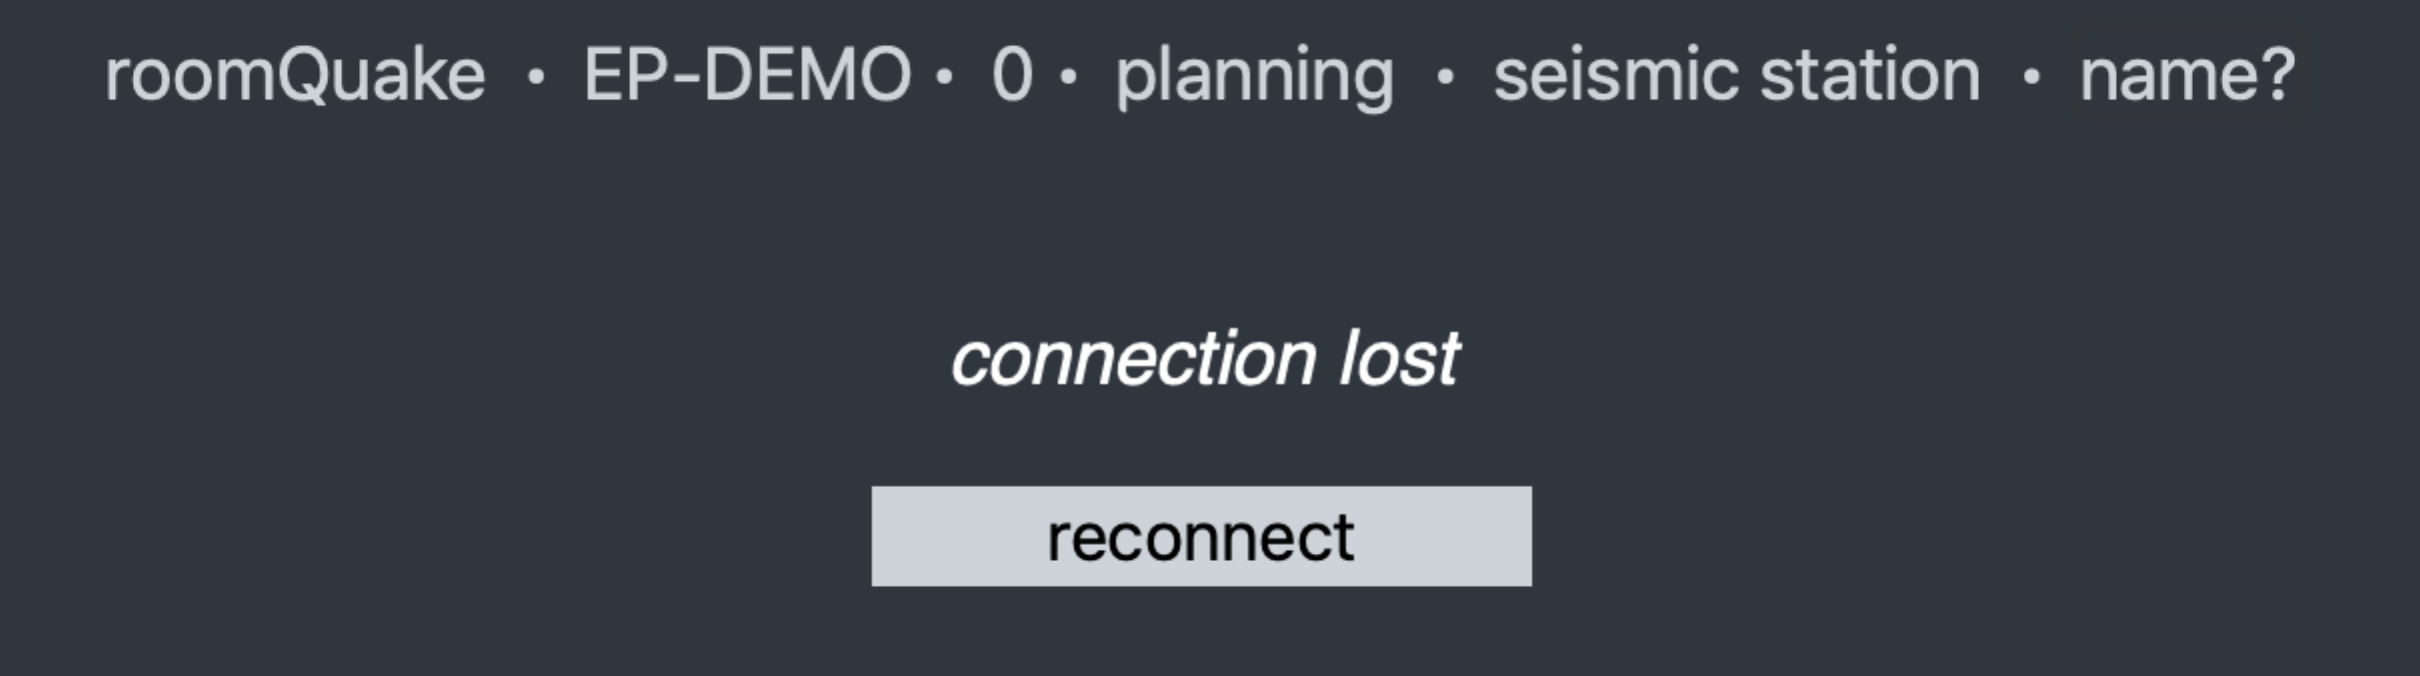 roomQuake • EP-DEMO • 0 • planning • seismic station • name?
connection lost
reconnect